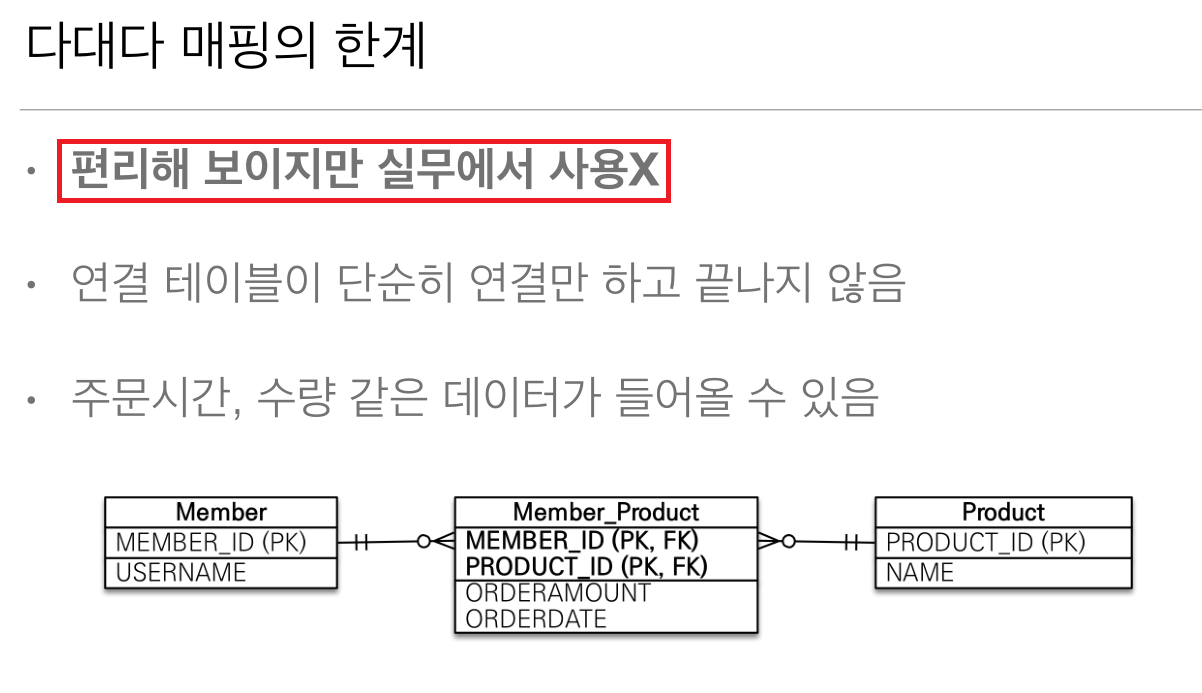 다대다 매핑의 한계
• 편리해 보이지만 실무에서 사용X
• 연결 테이블이 단순히 연결만 하고 끝나지 않음
• 주문시간, 수량 같은 데이터가 들어올 수 있음
Member
MEMBER_ID (PK)
USERNAME
Member_Product
MEMBER_ID (PK, FK)
PRODUCT_ID (PK, FK)
ORDERAMOUNT
ORDERDATE
Product
PRODUCT_ID (PK)
NAME